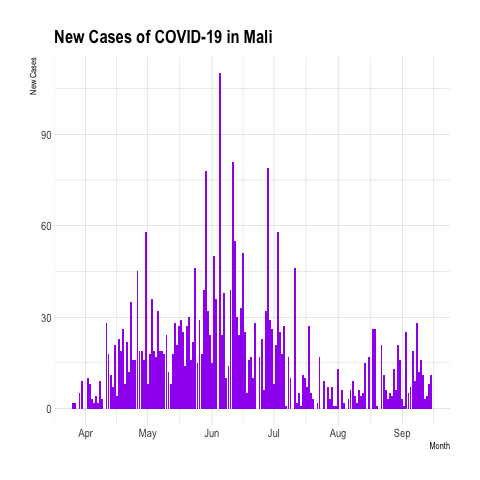 New Cases of COVID-19 in Mali
New Cases
90
60
30
0
Apr May Jun Jul Aug Sep
Month